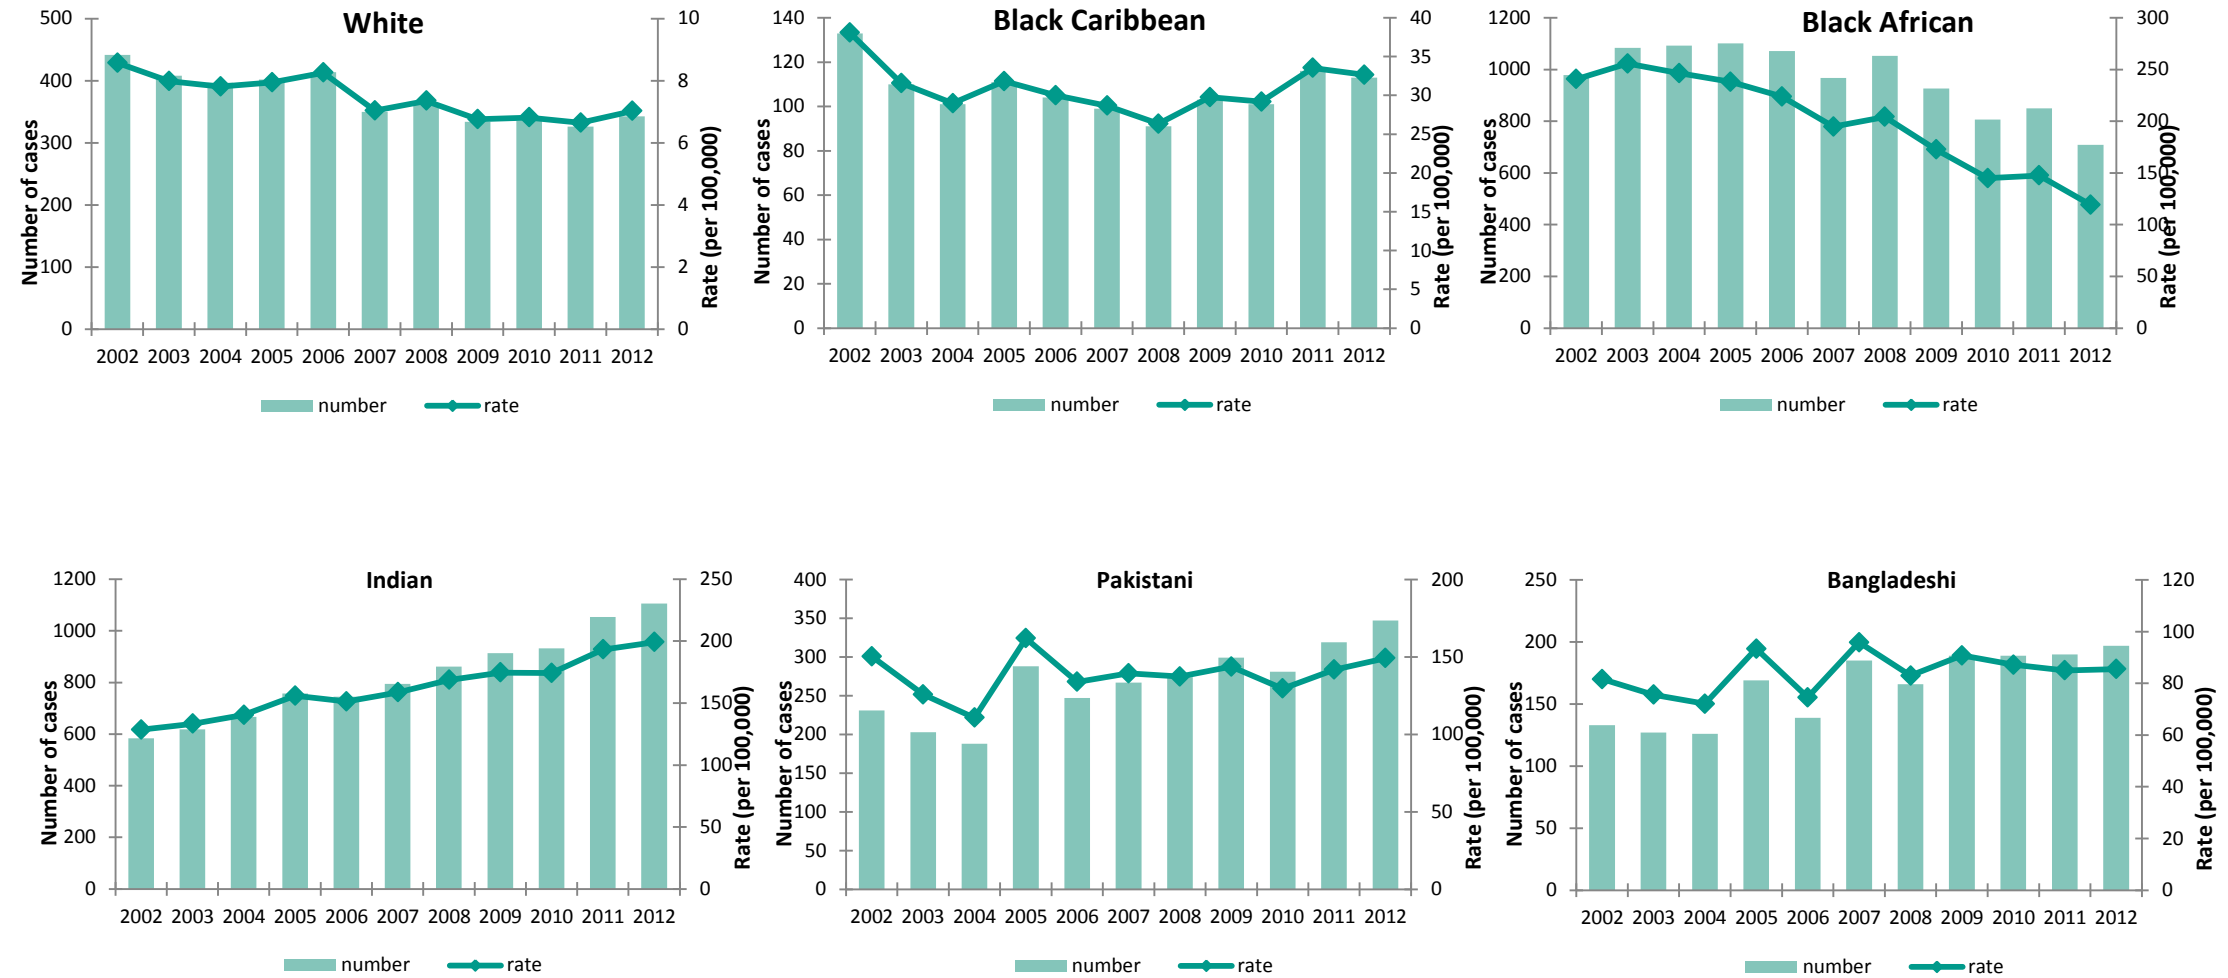 White
Number of cases
500
400
300
200
100
0
10
8
6
4
2
0
Rate (per 100,000)
2002 2003 2004 2005 2006 2007 2008 2009 2010 2011 2012
number rate
Black Caribbean
Number of cases
140
120
100
80
60
40
20
0
40
35
30
25
20
15
10
5
0
Rate (per 100,000)
2002 2003 2004 2005 2006 2007 2008 2009 2010 2011 2012
number rate
Black African
Number of cases
1200
1000
800
600
400
200
0
300
250
200
150
100
50
0
Rate (per 100,000)
2002 2003 2004 2005 2006 2007 2008 2009 2010 2011 2012
number rate
Indian
Number of cases
1200
1000
800
600
400
200
0
250
200
150
100
50
0
Rate (per 100,000)
2002 2003 2004 2005 2006 2007 2008 2009 2010 2011 2012
number rate
Pakistani
Number of cases
400
350
300
250
200
150
100
50
0
200
150
100
50
0
Rate (per 100,000)
2002 2003 2004 2005 2006 2007 2008 2009 2010 2011 2012
number rate
Bangladeshi
Number of cases
250
200
150
100
50
0
120
100
80
60
40
20
0
Rate (per 100,000)
2002 2003 2004 2005 2006 2007 2008 2009 2010 2011 2012
number rate